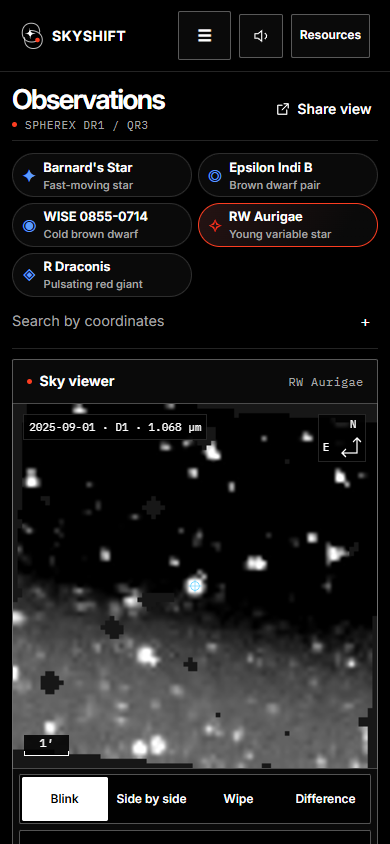 SKYSHIFT
Resources
Observations
Share view
SPHEREX DR1 / QR3
Barnard's Star
Fast-moving star
Epsilon Indi B
Brown dwarf pair
WISE 0855-0714
Cold brown dwarf
RW Aurigae
Young variable star
R Draconis
Pulsating red giant
Search by coordinates +
Sky viewer
RW Aurigae
2025-09-01 · D1 · 1.068 μm
N
E
1′
Blink
Side by side
Wipe
Difference